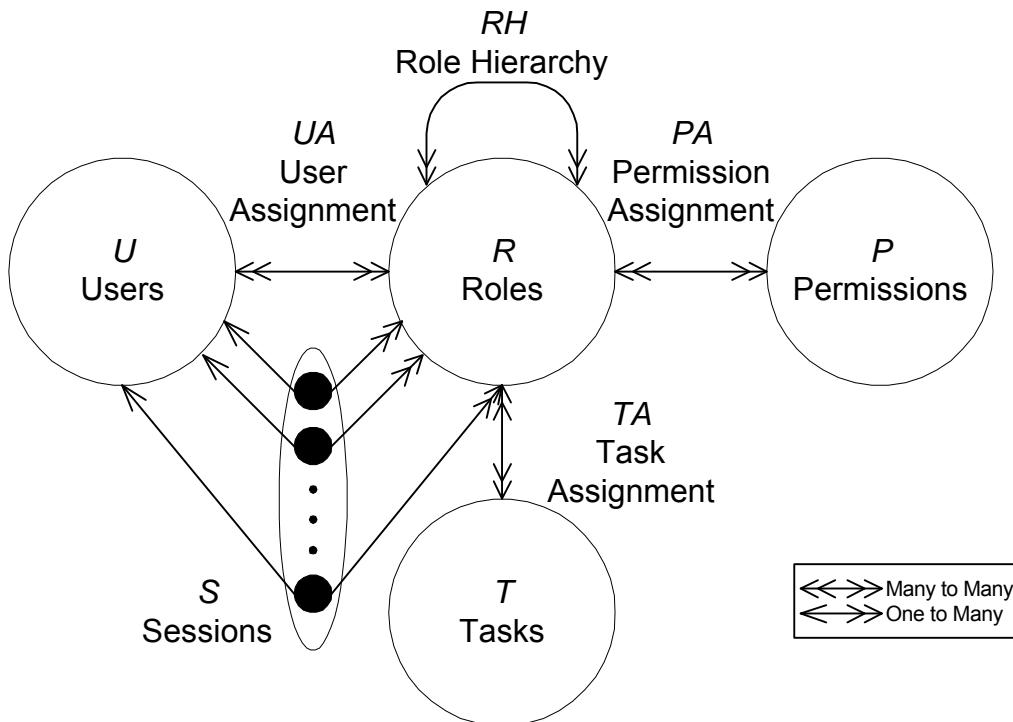 RH
Role Hierarchy
UA
User
Assignment
PA
Permission
Assignment
U
Users
R
Roles
P
Permissions
TA
Task
Assignment
S
Sessions
T
Tasks
Many to Many
One to Many